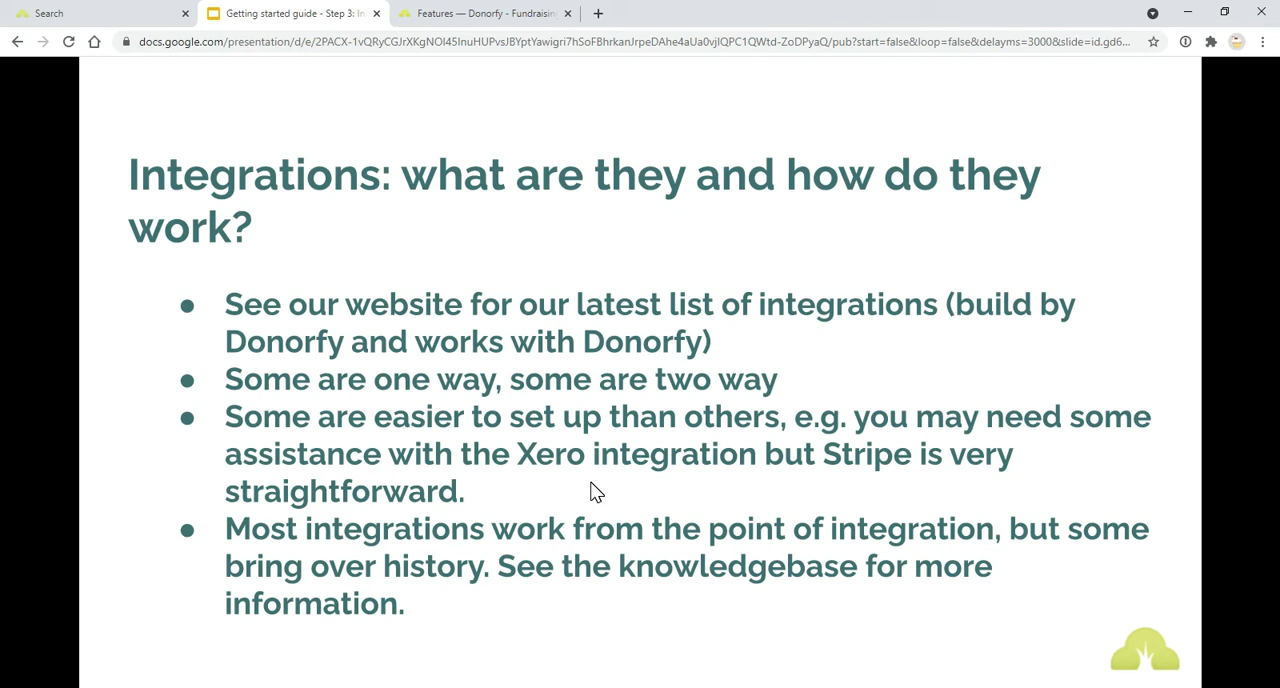 Search
Getting started guide - Step 3: In
Features — Donorfy - Fundraisin
docs.google.com/presentation/d/e/2PACX-1vQRyCGJrXKgNOl45InuHUPvsJBYptYawigri7hSoFBhrkanJrpeDAhe4aUa0vjlQPC1QWtd-ZoDPyaQ/pub?start=false&loop=false&delayms=3000&slide=id.gd6...
Integrations: what are they and how do they
work?
● See our website for our latest list of integrations (build by
Donorfy and works with Donorfy)
● Some are one way, some are two way
● Some are easier to set up than others, e.g. you may need some
assistance with the Xero integration but Stripe is very
straightforward.
● Most integrations work from the point of integration, but some
bring over history. See the knowledgebase for more
information.